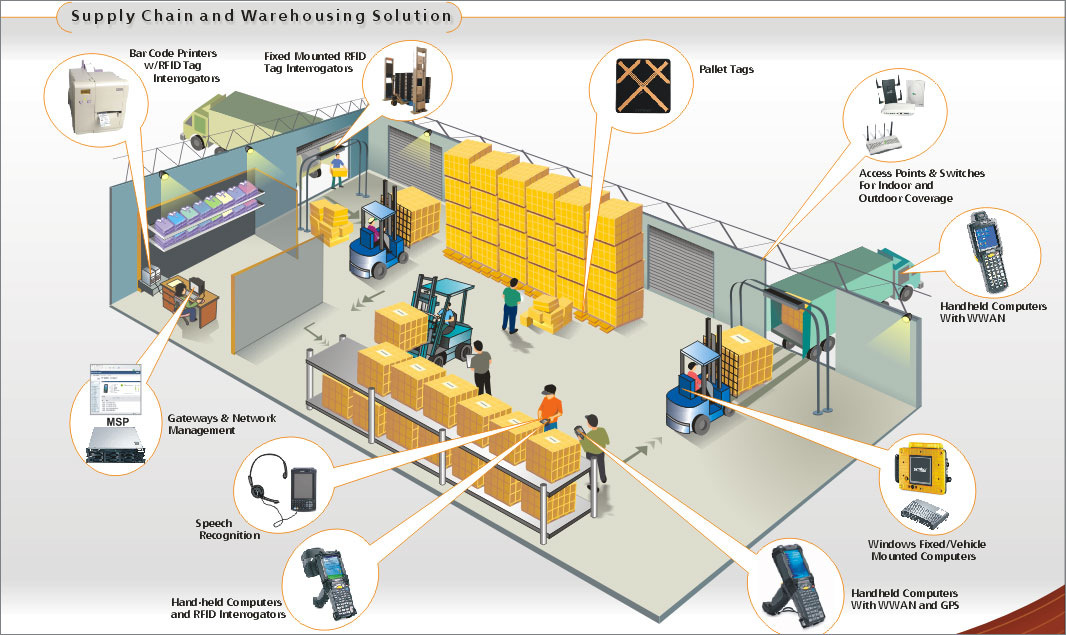 Supply Chain and Warehousing Solution
Bar Code Printers
w/RFID Tag
Interrogators
Fixed Mounted RFID
Tag Interrogators
Pallet Tags
Access Points & Switches
For Indoor and
Outdoor Coverage
Handheld Computers
With WWAN
MSP
Gateways & Network
Management
Speech
Recognition
Windows Fixed/Vehicle
Mounted Computers
Hand-held Computers
and RFID Interrogators
Handheld Computers
With WWAN and GPS